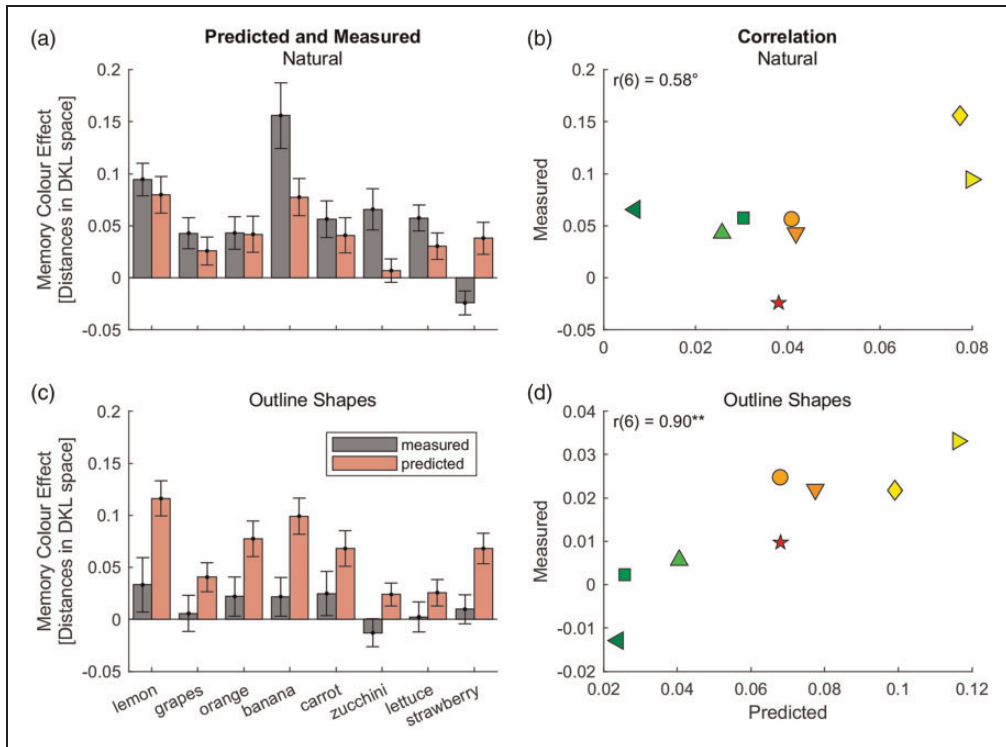 (a)
Predicted and Measured
Natural
Memory Colour Effect
[Distances in DKL space]
0.2
0.15
0.1
0.05
0
-0.05
(b)
Correlation
Natural
r(6) = 0.58°
Measured
0.2
0.15
0.1
0.05
0
-0.05
0
0.02
0.04
0.06
0.08
(c)
Outline Shapes
measured
predicted
Memory Colour Effect
[Distances in DKL space]
0.2
0.15
0.1
0.05
0
-0.05
lemon
grapes
orange
banana
carrot
zucchini
lettuce
strawberry
(d)
Outline Shapes
r(6) = 0.90**
Measured
0.04
0.03
0.02
0.01
0
-0.01
-0.02
0.02
0.04
0.06
0.08
0.1
0.12
Predicted